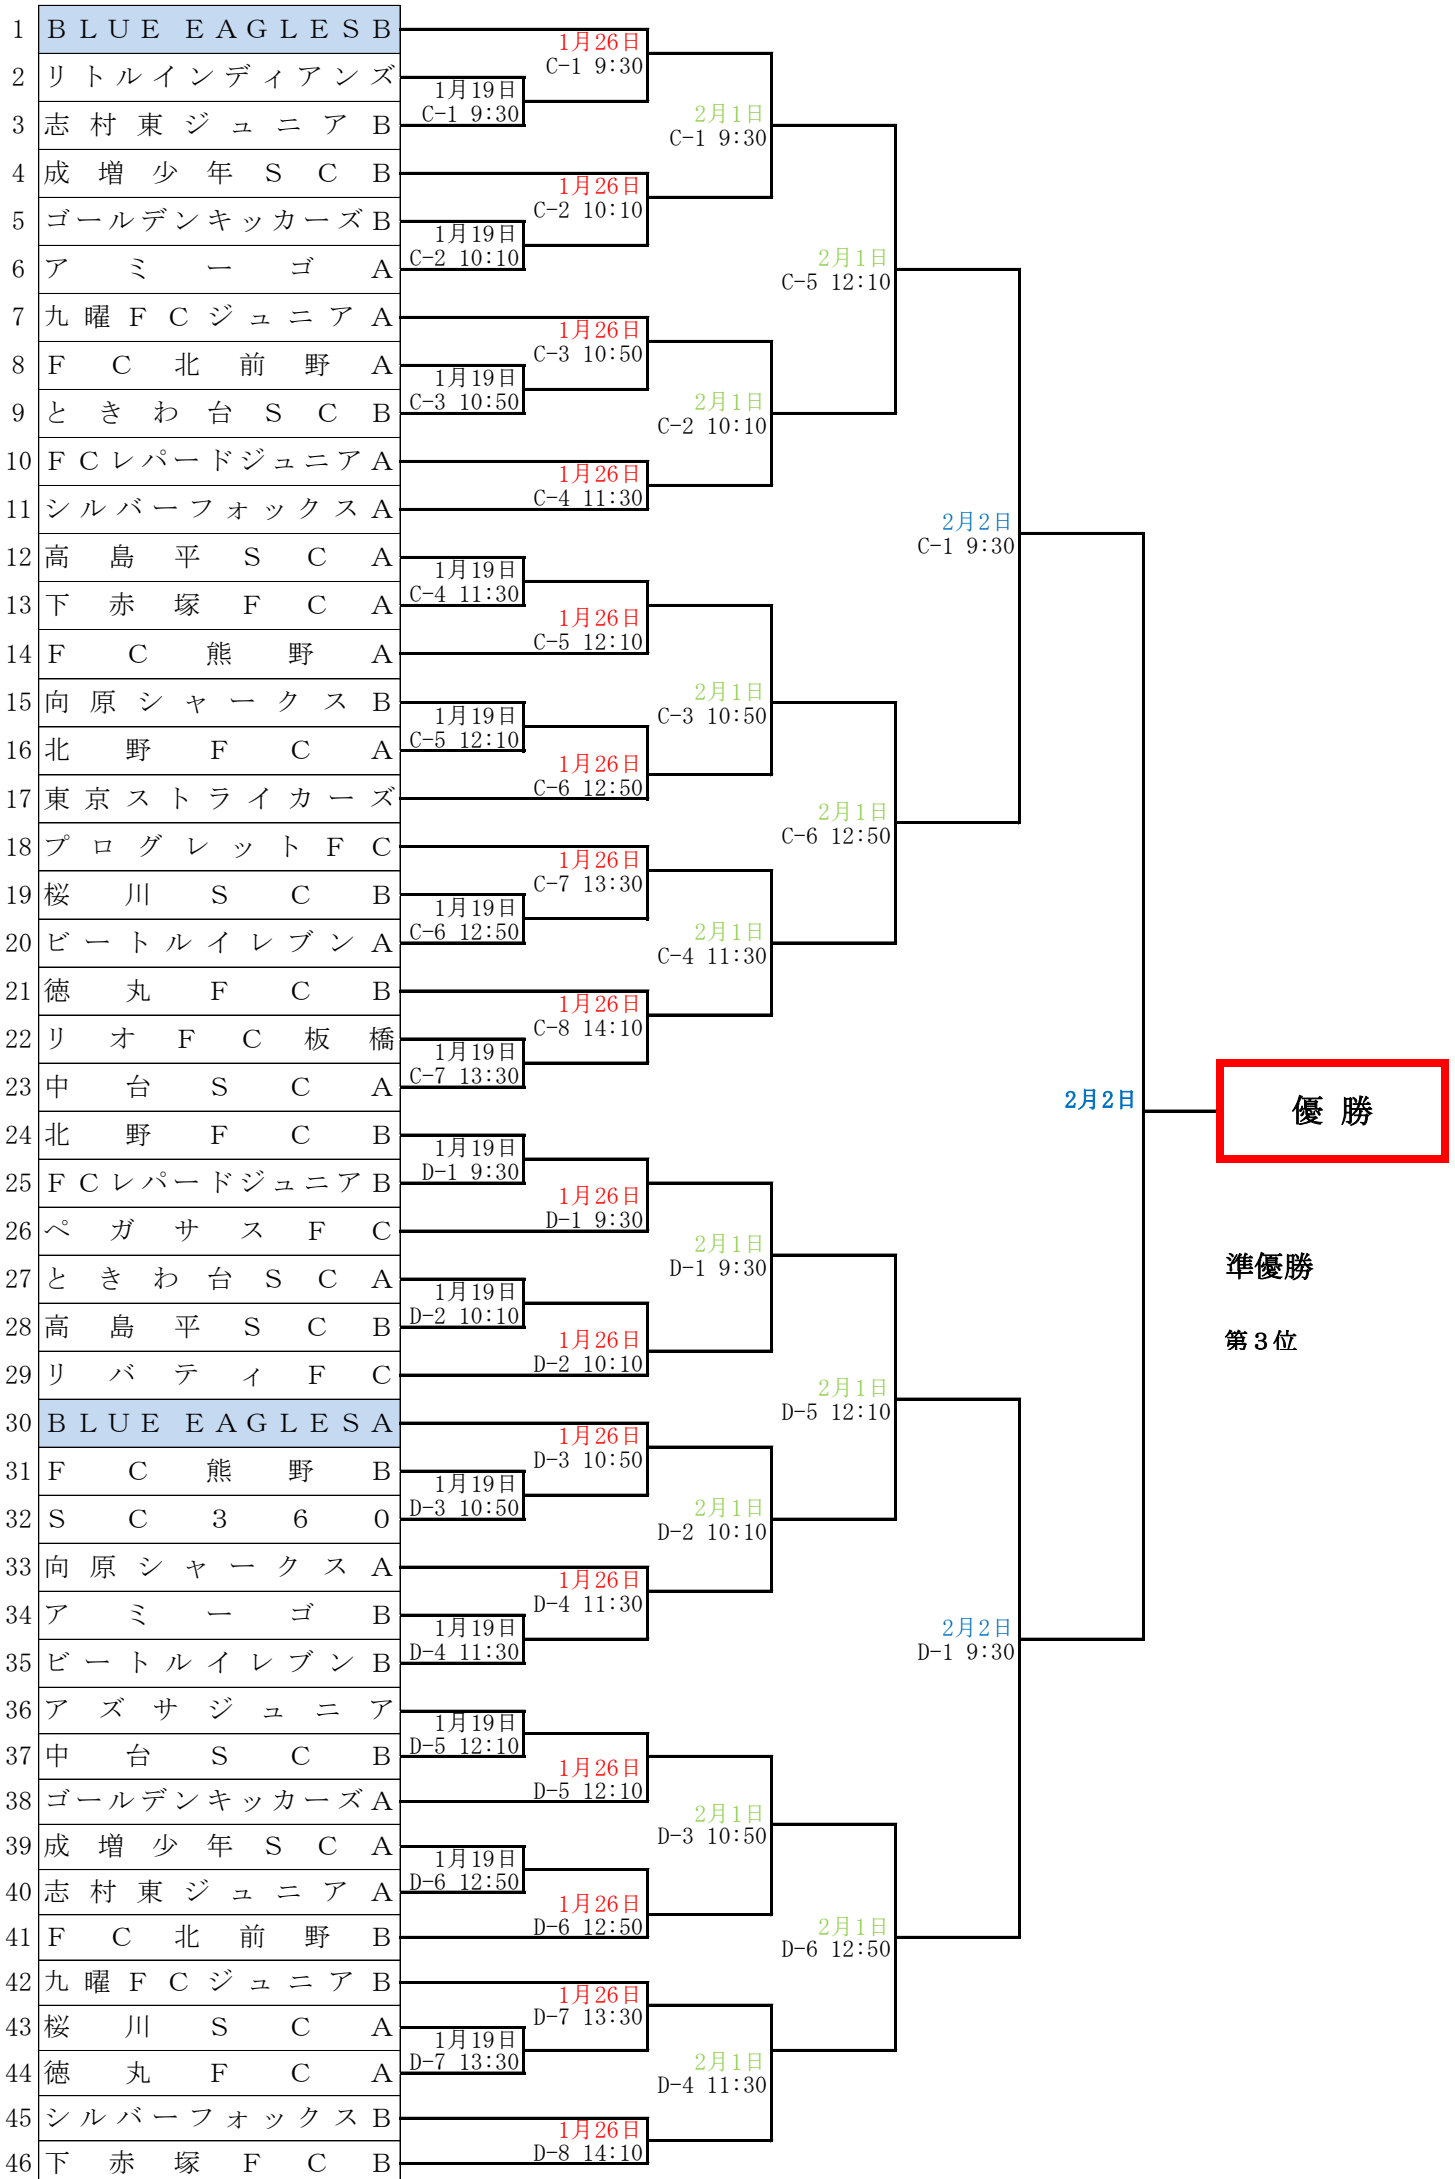 1 BLUE EAGLESB
1月26日
C-1 9:30
2 リトルインディアンズ
1月19日
C-1 9:30
3 志村東ジュニアB
2月1日
C-1 9:30
4 成増少年SCB
1月26日
C-2 10:10
5 ゴールデンキッカーズB
1月19日
C-2 10:10
6 アミーゴA
2月1日
C-5 12:10
7 九曜FCジュニアA
1月26日
C-3 10:50
8 FC北前野A
1月19日
C-3 10:50
9 ときわ台SCB
2月1日
C-2 10:10
10 FCレパードジュニアA
1月26日
C-4 11:30
11 シルバーフォックスA
2月2日
C-1 9:30
12 高島平SCA
1月19日
C-4 11:30
13 下赤塚FCA
1月26日
C-5 12:10
14 FC熊野A
2月1日
C-3 10:50
15 向原シャークスB
1月19日
C-5 12:10
16 北野FCA
1月26日
C-6 12:50
17 東京ストライカーズ
2月1日
C-6 12:50
18 プログレットFC
1月26日
C-7 13:30
19 桜川SCB
1月19日
C-6 12:50
20 ビートルイレブンA
2月1日
C-4 11:30
21 徳丸FCB
1月26日
C-8 14:10
22 リオFC板橋
1月19日
C-7 13:30
23 中台SCA
2月2日
優勝
24 北野FCB
1月19日
D-1 9:30
25 FCレパードジュニアB
1月26日
D-1 9:30
26 ペガサスFC
2月1日
D-1 9:30
準優勝
27 ときわ台SCA
1月19日
D-2 10:10
28 高島平SCB
1月26日
D-2 10:10
第3位
29 リバティFC
2月1日
D-5 12:10
30 BLUE EAGLESA
1月26日
D-3 10:50
31 FC熊野B
1月19日
D-3 10:50
32 SC360
2月1日
D-2 10:10
33 向原シャークスA
1月26日
D-4 11:30
34 アミーゴB
1月19日
D-4 11:30
2月2日
D-1 9:30
35 ビートルイレブンB
36 アズサジュニア
1月19日
D-5 12:10
37 中台SCB
1月26日
D-5 12:10
38 ゴールデンキッカーズA
2月1日
D-3 10:50
39 成増少年SCA
1月19日
D-6 12:50
40 志村東ジュニアA
1月26日
D-6 12:50
41 FC北前野B
2月1日
D-6 12:50
42 九曜FCジュニアB
1月26日
D-7 13:30
43 桜川SCA
1月19日
D-7 13:30
44 徳丸FCA
2月1日
D-4 11:30
45 シルバーフォックスB
1月26日
D-8 14:10
46 下赤塚FCB